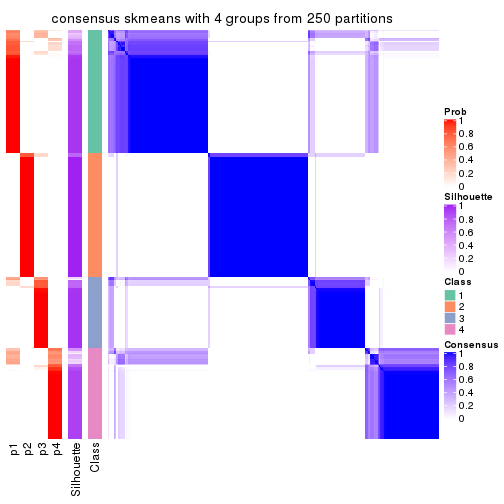 consensus skmeans with 4 groups from 250 partitions
Prob
1
0.8
0.6
0.4
0.2
0
Silhouette
1
0.8
0.6
0.4
0.2
0
Class
1
2
3
4
Consensus
1
0.8
0.6
0.4
0.2
0
p1
p2
p3
p4
Silhouette
Class